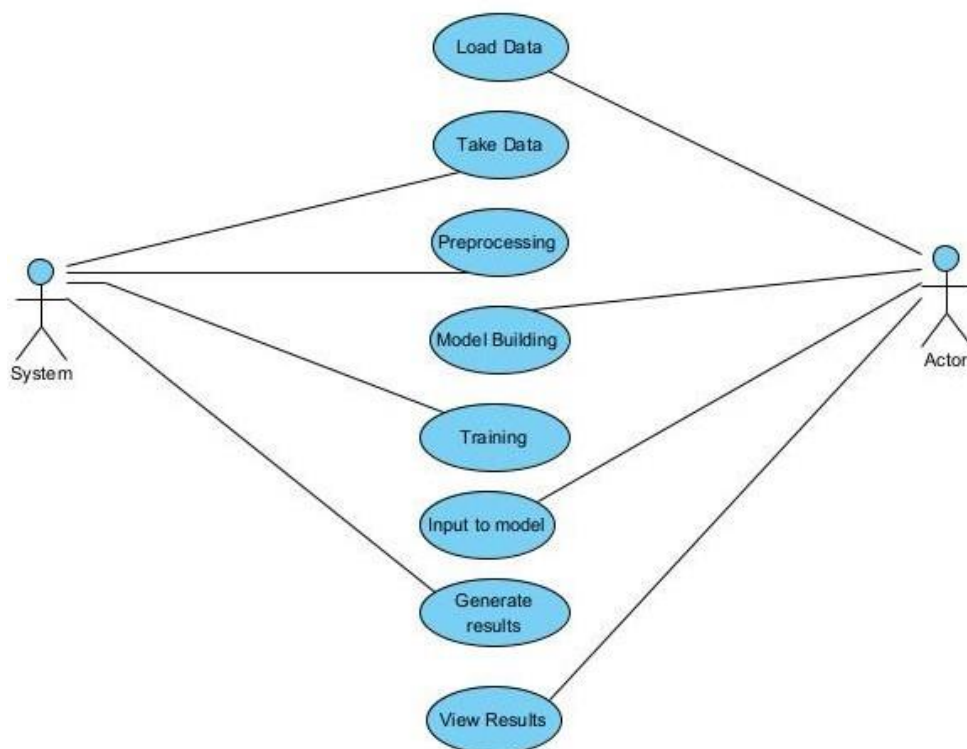 Load Data
Take Data
Preprocessing
Model Building
System
Actor
Training
Input to model
Generate
results
View Results